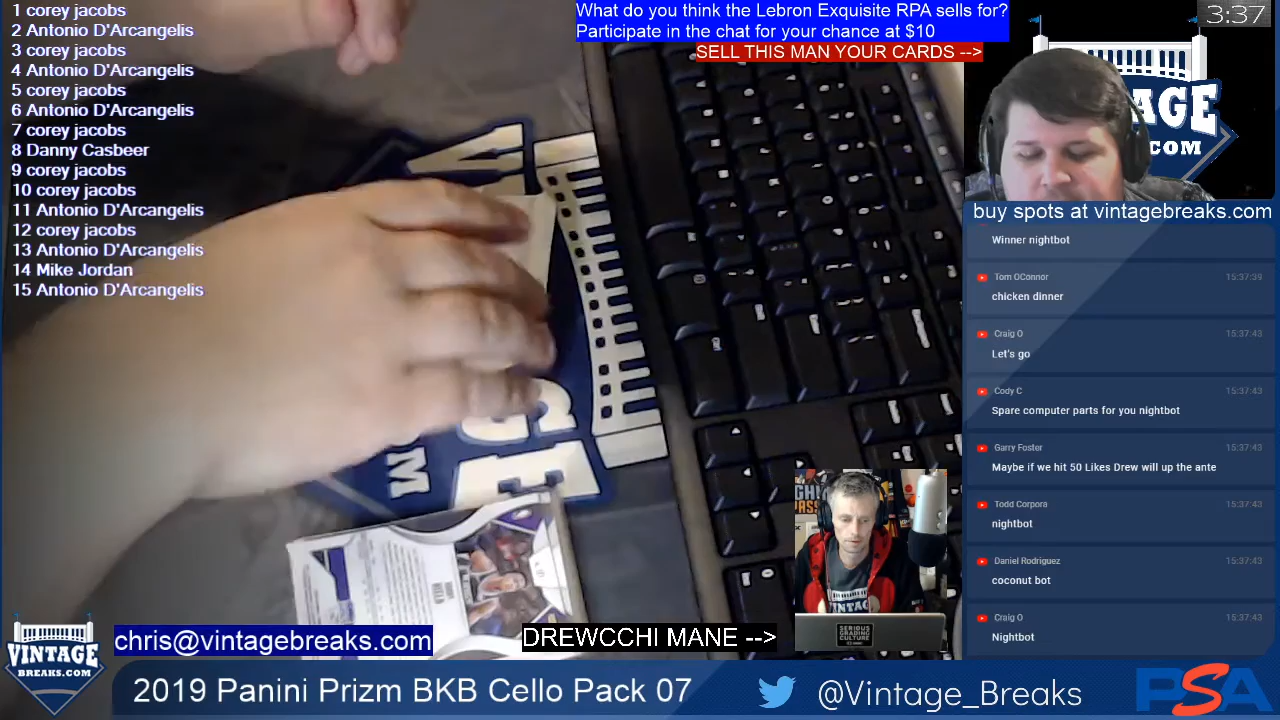 1 corey jacobs
2 Antonio D'Arcangelis
3 corey jacobs
4 Antonio D'Arcangelis
5 corey jacobs
6 Antonio D'Arcangelis
7 corey jacobs
8 Danny Casbeer
9 corey jacobs
10 corey jacobs
11 Antonio D'Arcangelis
12 corey jacobs
13 Antonio D'Arcangelis
14 Mike Jordan
15 Antonio D'Arcangelis
What do you think the Lebron Exquisite RPA sells for?
Participate in the chat for your chance at $10
SELL THIS MAN YOUR CARDS -->
3:37
buy spots at vintagebreaks.com
Winner nightbot
Tom OConnor 15:37:39
chicken dinner
Craig O 15:37:43
Let's go
Cody C 15:37:43
Spare computer parts for you nightbot
Garry Foster 15:37:43
Maybe if we hit 50 Likes Drew will up the ante
Todd Corpora 15:37:43
nightbot
Daniel Rodriguez 15:37:43
coconut bot
Craig O 15:37:43
Nightbot
SERIOUS
GRADING
CULTURE
VINTAGE
BREAKS.COM
chris@vintagebreaks.com
DREWCCHI MANE -->
2019 Panini Prizm BKB Cello Pack 07
@Vintage_Breaks
PSA